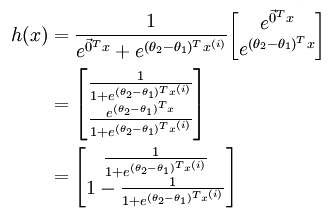 h(x) = \frac{1}{e^{\vec{0}^T x} + e^{(\theta_2 - \theta_1)^T x^{(i)}}} \begin{bmatrix} e^{\vec{0}^T x} \\ e^{(\theta_2 - \theta_1)^T x} \end{bmatrix}
= \begin{bmatrix} \frac{1}{1 + e^{(\theta_2 - \theta_1)^T x^{(i)}}} \\ \frac{e^{(\theta_2 - \theta_1)^T x}}{1 + e^{(\theta_2 - \theta_1)^T x^{(i)}}} \end{bmatrix}
= \begin{bmatrix} \frac{1}{1 + e^{(\theta_2 - \theta_1)^T x^{(i)}}} \\ 1 - \frac{1}{1 + e^{(\theta_2 - \theta_1)^T x^{(i)}}} \end{bmatrix}